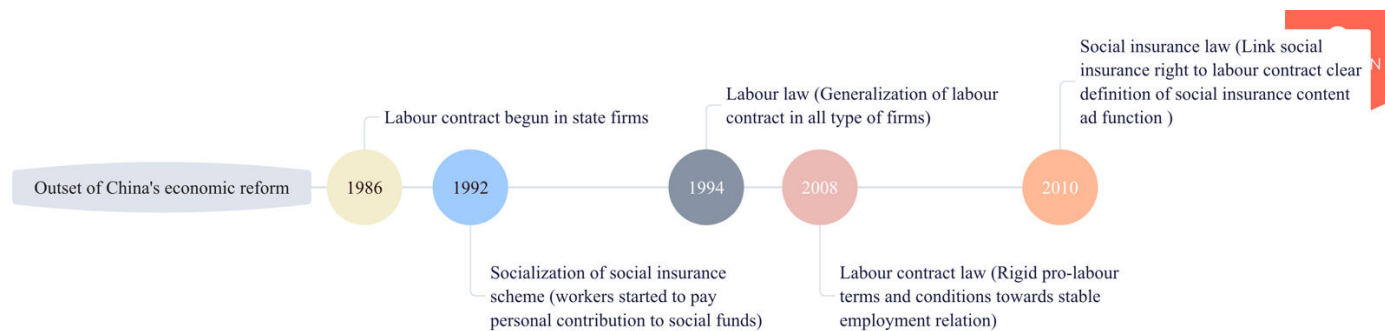 Outset of China's economic reform
1986
Labour contract begun in state firms
1992
Socialization of social insurance
scheme (workers started to pay
personal contribution to social funds)
1994
Labour law (Generalization of labour
contract in all type of firms)
2008
Labour contract law (Rigid pro-labour
terms and conditions towards stable
employment relation)
2010
Social insurance law (Link social
insurance right to labour contract clear
definition of social insurance content
ad function )
N